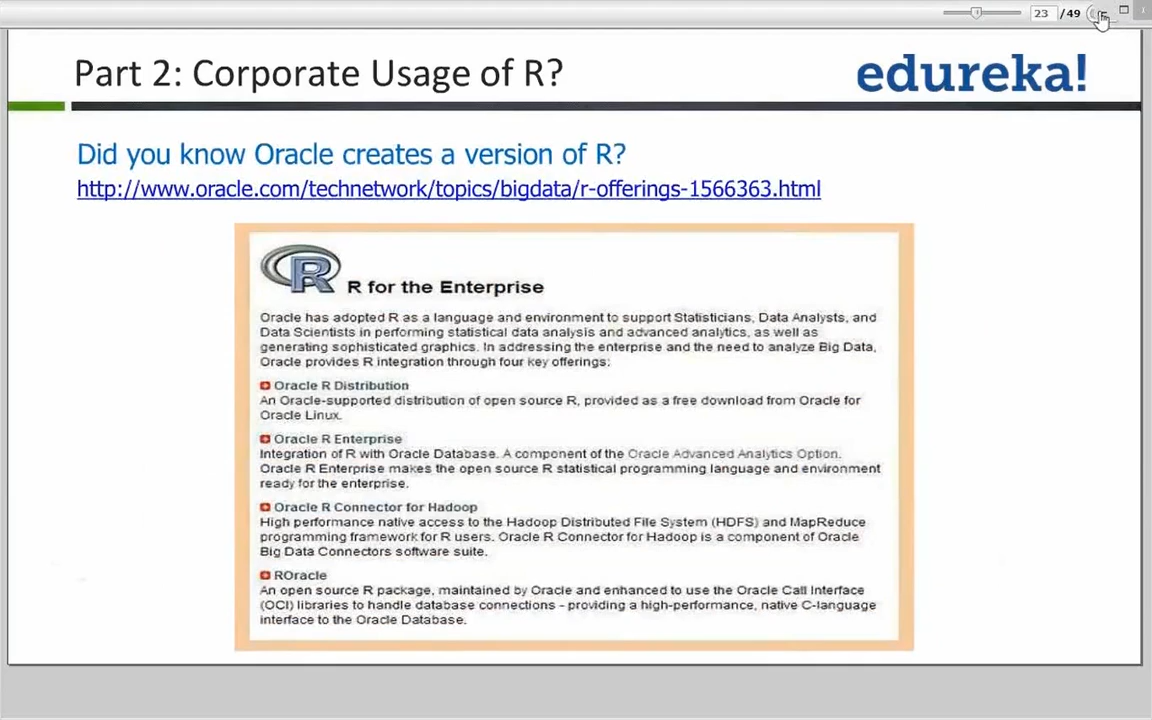 23 /49
Part 2: Corporate Usage of R?
edureka!
Did you know Oracle creates a version of R?
http://www.oracle.com/technetwork/topics/bigdata/r-offerings-1566363.html
R R for the Enterprise
Oracle has adopted R as a language and environment to support Statisticians, Data Analysts, and
Data Scientists in performing statistical data analysis and advanced analytics, as well as
generating sophisticated graphics. In addressing the enterprise and the need to analyze Big Data,
Oracle provides R integration through four key offerings:
Oracle R Distribution
An Oracle-supported distribution of open source R, provided as a free download from Oracle for
Oracle Linux.
Oracle R Enterprise
Integration of R with Oracle Database. A component of the Oracle Advanced Analytics Option.
Oracle R Enterprise makes the open source R statistical programming language and environment
ready for the enterprise.
Oracle R Connector for Hadoop
High performance native access to the Hadoop Distributed File System (HDFS) and MapReduce
programming framework for R users. Oracle R Connector for Hadoop is a component of Oracle
Big Data Connectors software suite.
ROracle
An open source R package, maintained by Oracle and enhanced to use the Oracle Call Interface
(OCI) libraries to handle database connections - providing a high-performance, native C-language
interface to the Oracle Database.